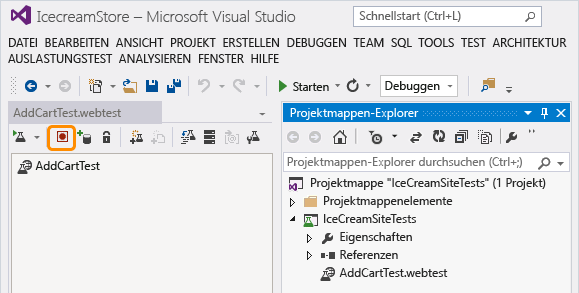 IcecreamStore – Microsoft Visual Studio
Schnellstart (Ctrl+L)
DATEI BEARBEITEN ANSICHT PROJEKT ERSTELLEN DEBUGGEN TEAM SQL TOOLS TEST ARCHITEKTUR
AUSLASTUNGSTEST ANALYSIEREN FENSTER HILFE
Starten
Debuggen
AddCartTest.webtest
AddCartTest
Projektmappen-Explorer
Projektmappen-Explorer durchsuchen (Ctrl+;)
Projektmappe "IceCreamSiteTests" (1 Projekt)
Projektmappenelemente
IceCreamSiteTests
Eigenschaften
Referenzen
AddCartTest.webtest